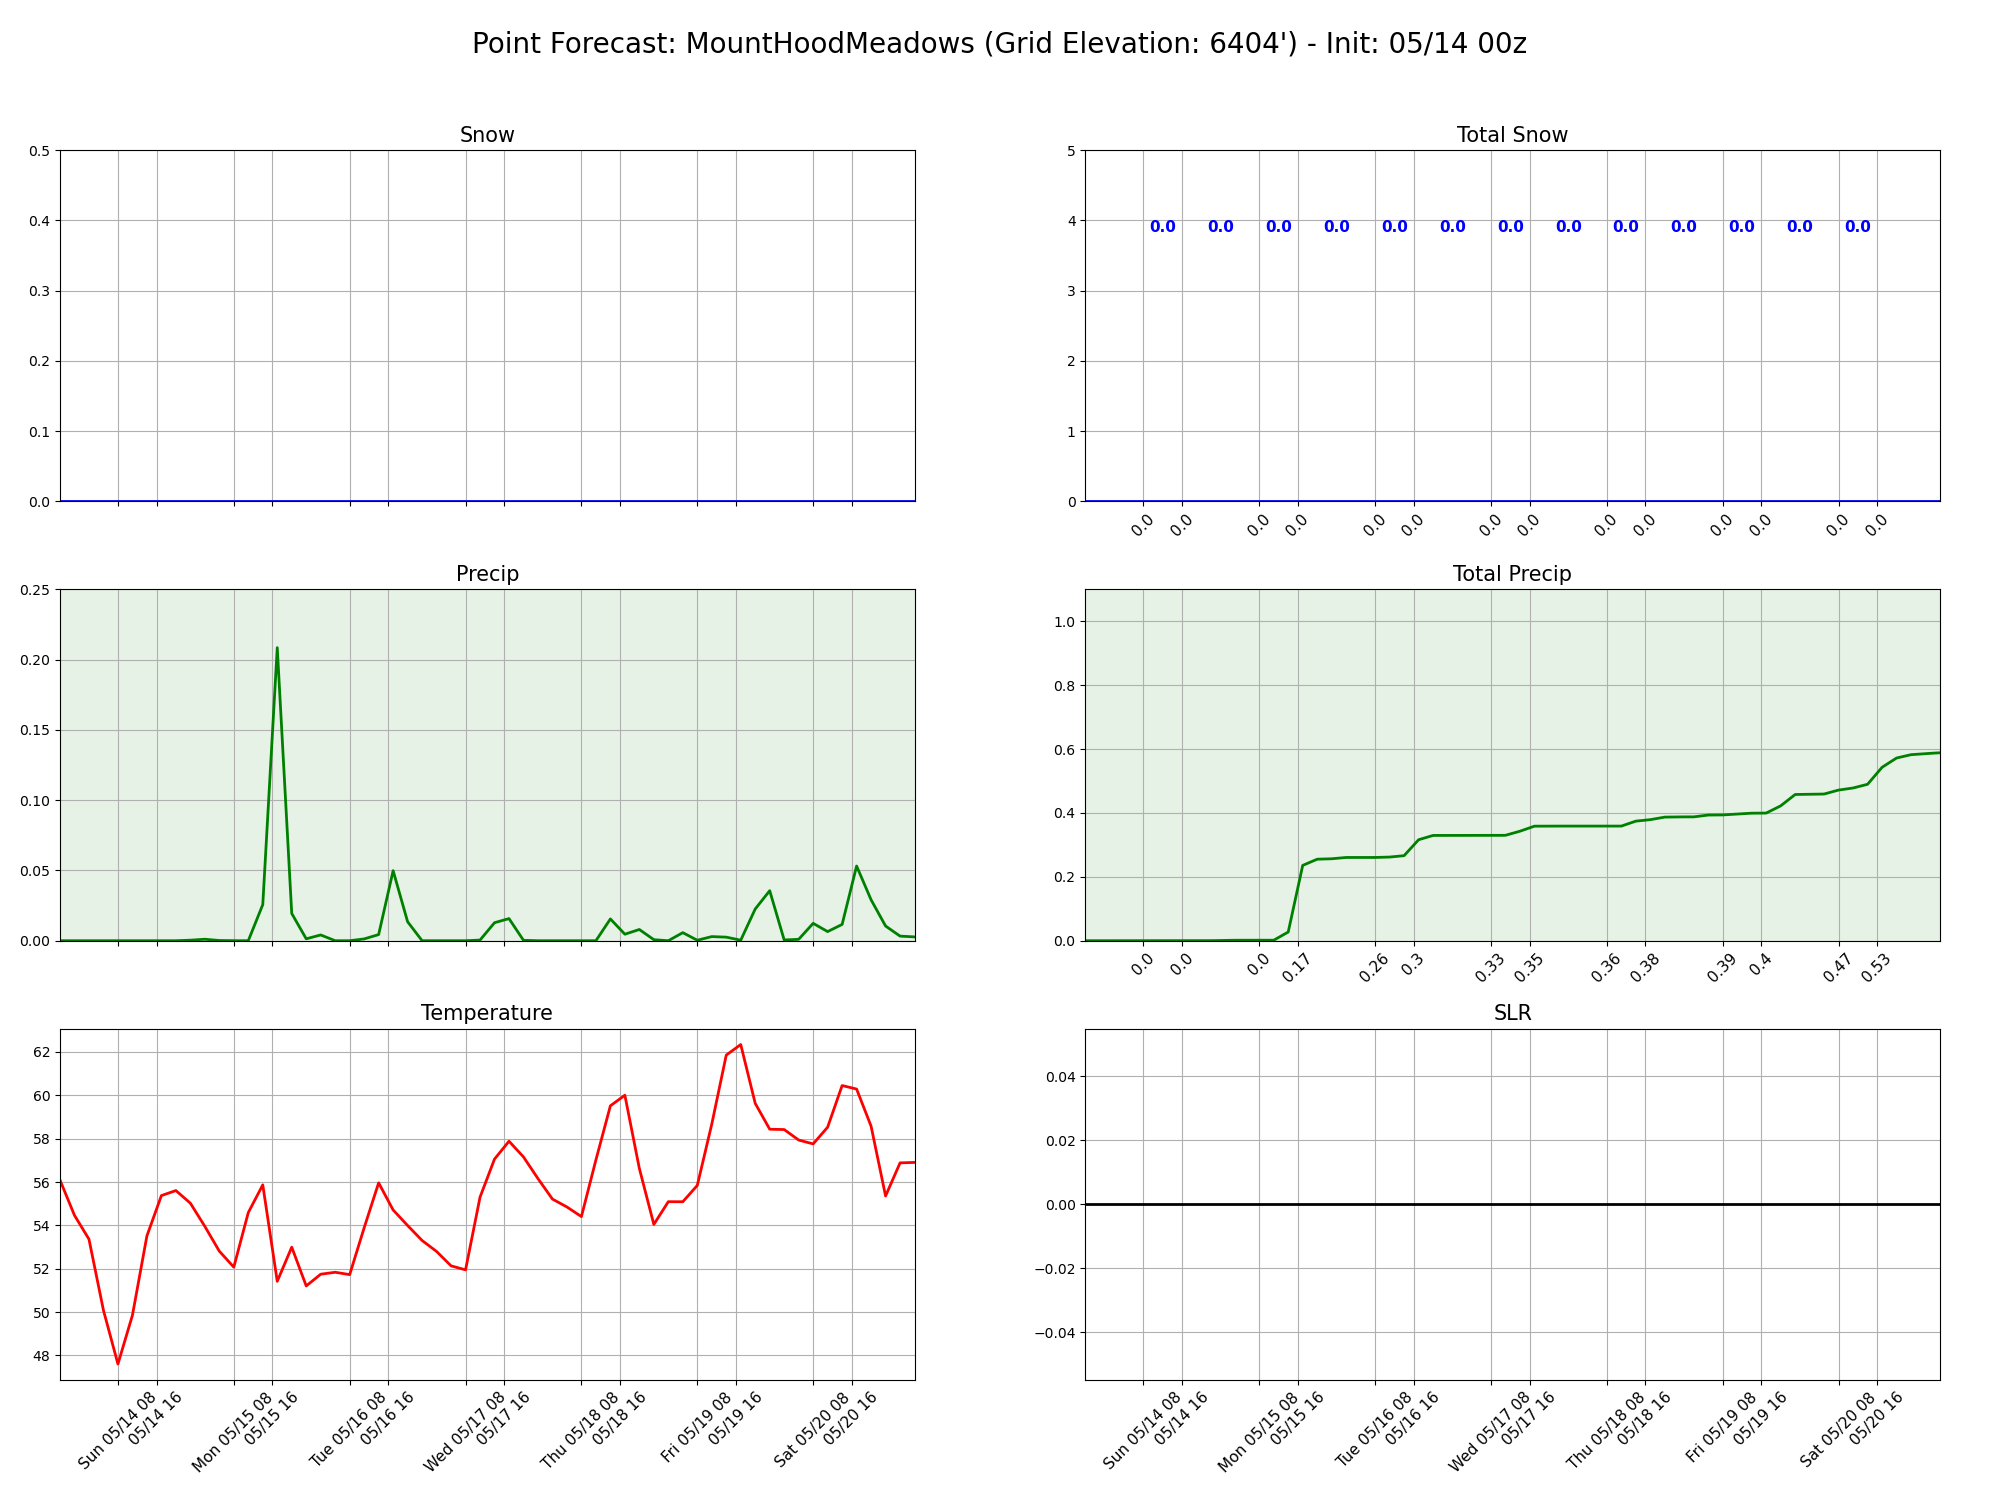 Point Forecast: MountHoodMeadows (Grid Elevation: 6404') - Init: 05/14 00z
Snow
0.5
0.4
0.3
0.2
0.1
0.0
Total Snow
5
4
3
2
1
0
0.0 0.0 0.0 0.0 0.0 0.0 0.0 0.0 0.0 0.0 0.0 0.0 0.0
0.0 0.0 0.0 0.0 0.0 0.0 0.0 0.0 0.0 0.0 0.0 0.0 0.0 0.0
Precip
0.25
0.20
0.15
0.10
0.05
0.00
Total Precip
1.0
0.8
0.6
0.4
0.2
0.0
0.0 0.0 0.0 0.17 0.26 0.3 0.33 0.35 0.36 0.38 0.39 0.4 0.47 0.53
Temperature
62
60
58
56
54
52
50
48
Sun 05/14 08
05/14 16
Mon 05/15 08
05/15 16
Tue 05/16 08
05/16 16
Wed 05/17 08
05/17 16
Thu 05/18 08
05/18 16
Fri 05/19 08
05/19 16
Sat 05/20 08
05/20 16
SLR
0.04
0.02
0.00
−0.02
−0.04
Sun 05/14 08
05/14 16
Mon 05/15 08
05/15 16
Tue 05/16 08
05/16 16
Wed 05/17 08
05/17 16
Thu 05/18 08
05/18 16
Fri 05/19 08
05/19 16
Sat 05/20 08
05/20 16